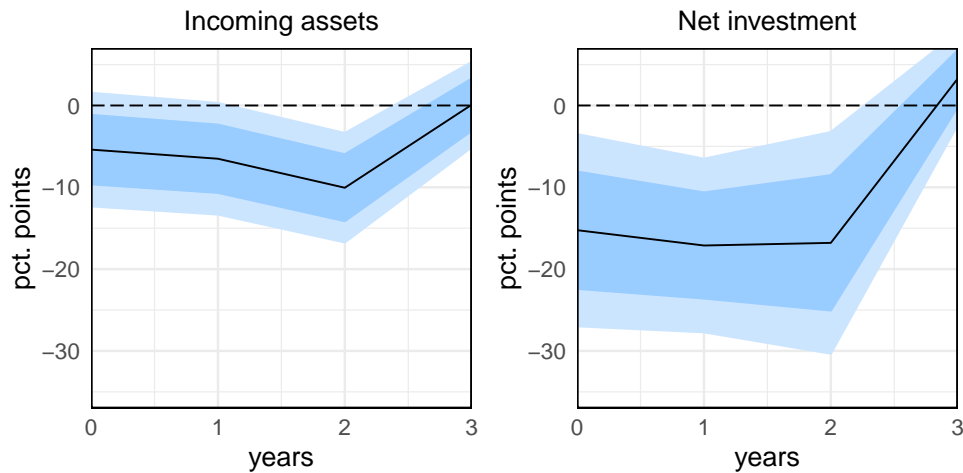 Incoming assets
Net investment
pct. points
0
−10
−20
−30
0 1 2 3
years
pct. points
0
−10
−20
−30
0 1 2 3
years